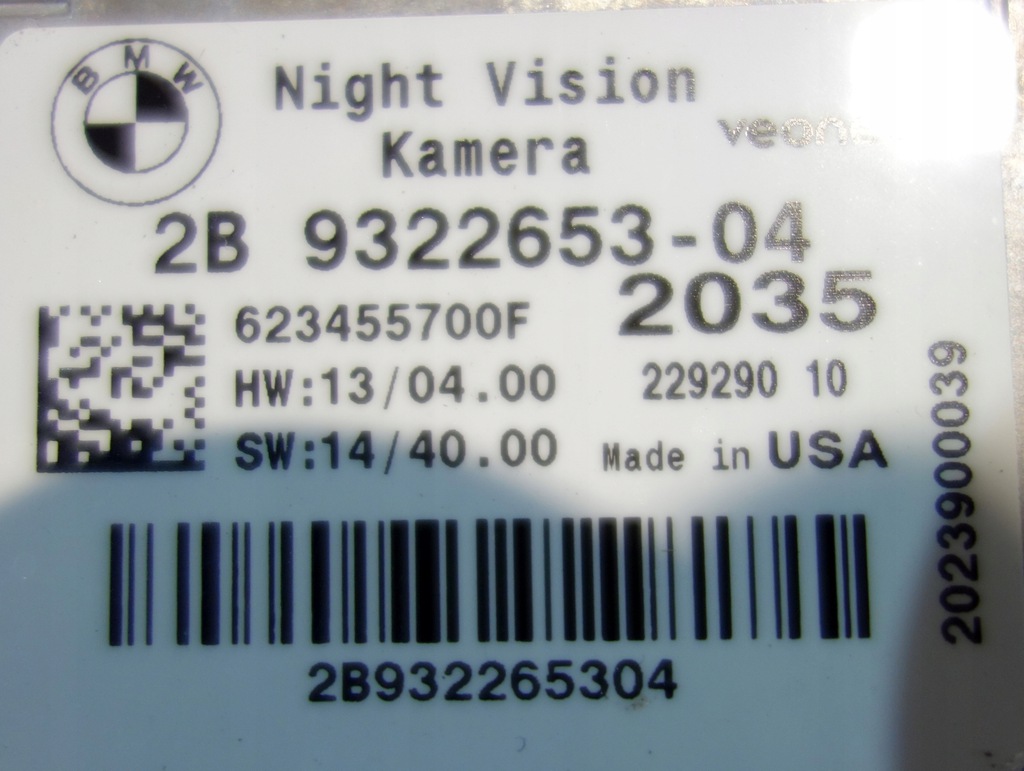 BMW
Night Vision
Kamera
2B 9322653-04
2035
623455700F
HW:13/04.00
229290 10
SW:14/40.00
Made in USA
2023900039
2B932265304